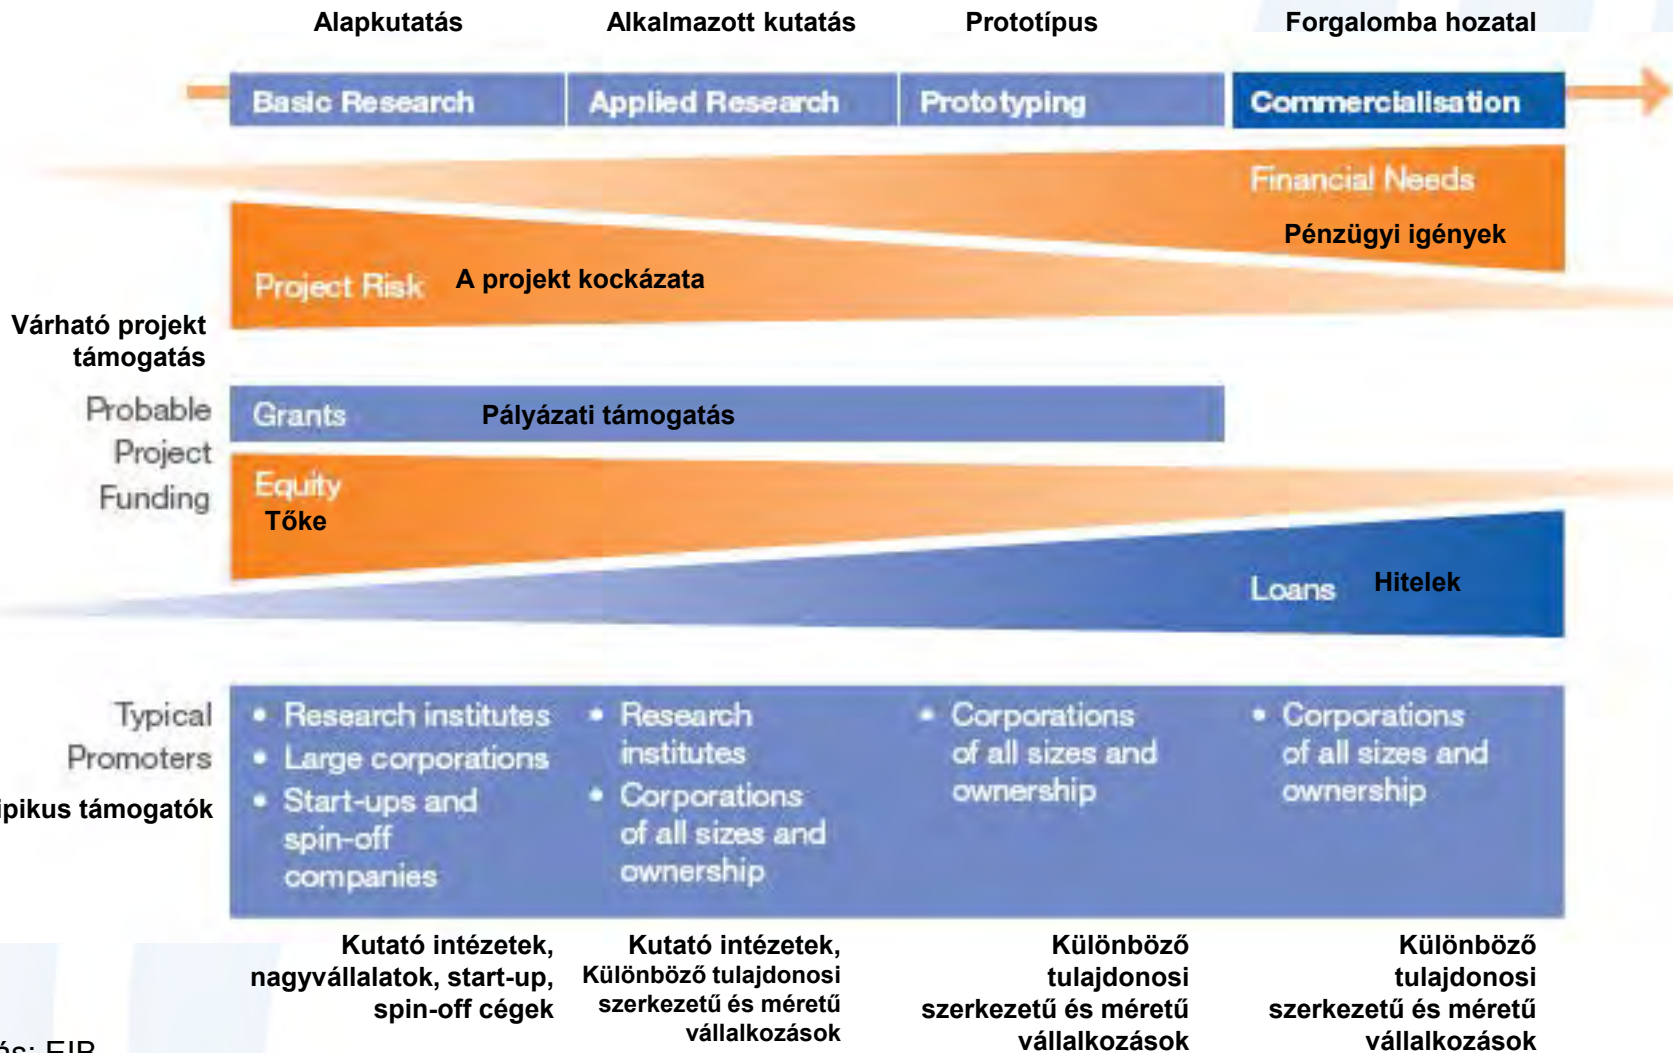 Alapkutatás
Alkalmazott kutatás
Prototípus
Forgalomba hozatal
Basic Research
Applied Research
Prototyping
Commercialisation
Financial Needs
Pénzügyi igények
Project Risk
A projekt kockázata
Várható projekt
támogatás
Probable
Project
Funding
Grants
Pályázati támogatás
Equity
Tőke
Loans
Hitelek
Typical
Promoters
ipikus támogatók
• Research institutes
• Large corporations
• Start-ups and
spin-off
companies
• Research
institutes
• Corporations
of all sizes and
ownership
• Corporations
of all sizes and
ownership
• Corporations
of all sizes and
ownership
Kutató intézetek,
nagyvállalatok, start-up,
spin-off cégek
Kutató intézetek,
Különböző tulajdonosi
szerkezetű és méretű
vállalkozások
Különböző
tulajdonosi
szerkezetű és méretű
vállalkozások
Különböző
tulajdonosi
szerkezetű és méretű
vállalkozások
ás: EIB